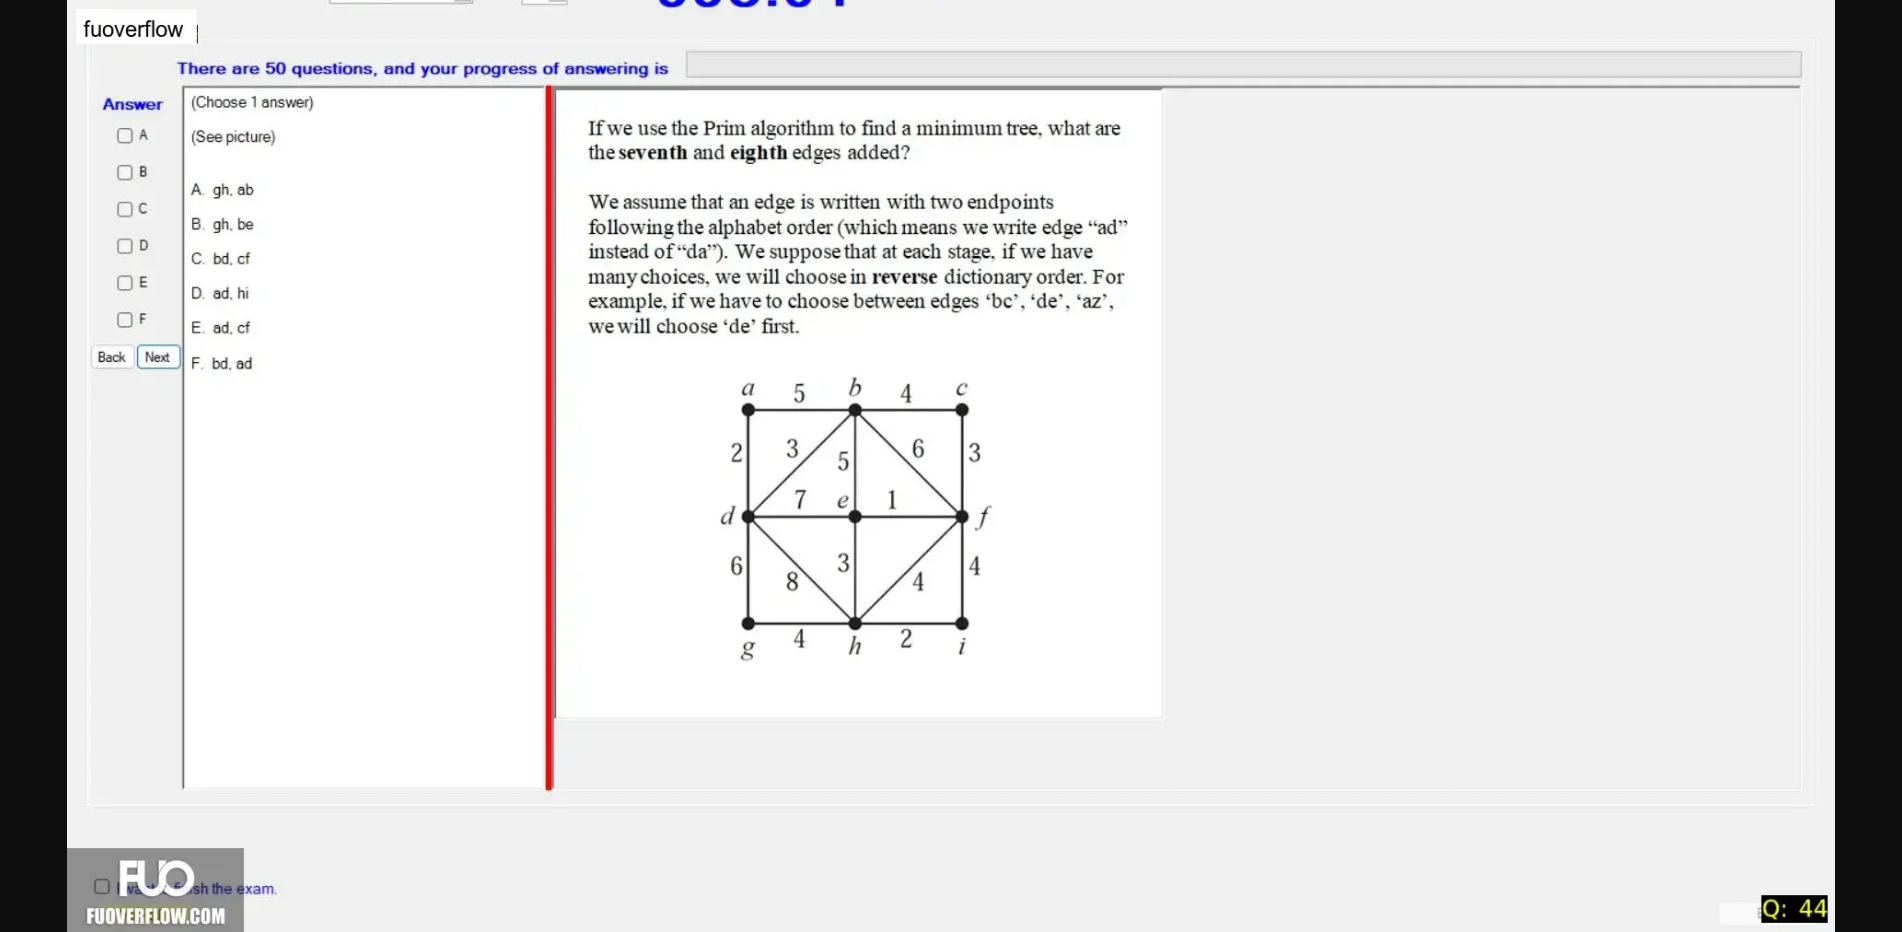 fuoverflow
There are 50 questions, and your progress of answering is
Answer
A
B
C
D
E
F
Back
Next
(Choose 1 answer)
(See picture)
A. gh, ab
B. gh, be
C. bd, cf
D. ad, hi
E. ad, cf
F. bd, ad
If we use the Prim algorithm to find a minimum tree, what are
the seventh and eighth edges added?
We assume that an edge is written with two endpoints
following the alphabet order (which means we write edge “ad”
instead of “da”). We suppose that at each stage, if we have
many choices, we will choose in reverse dictionary order. For
example, if we have to choose between edges ‘bc’, ‘de’, ‘az’,
we will choose ‘de’ first.
a 5 b 4 c
2 3 5 6 3
d 7 e 1 f
6 8 3 4 4
g 4 h 2 i
sh the exam.
FUO
FUOVERFLOW.COM
Q: 44